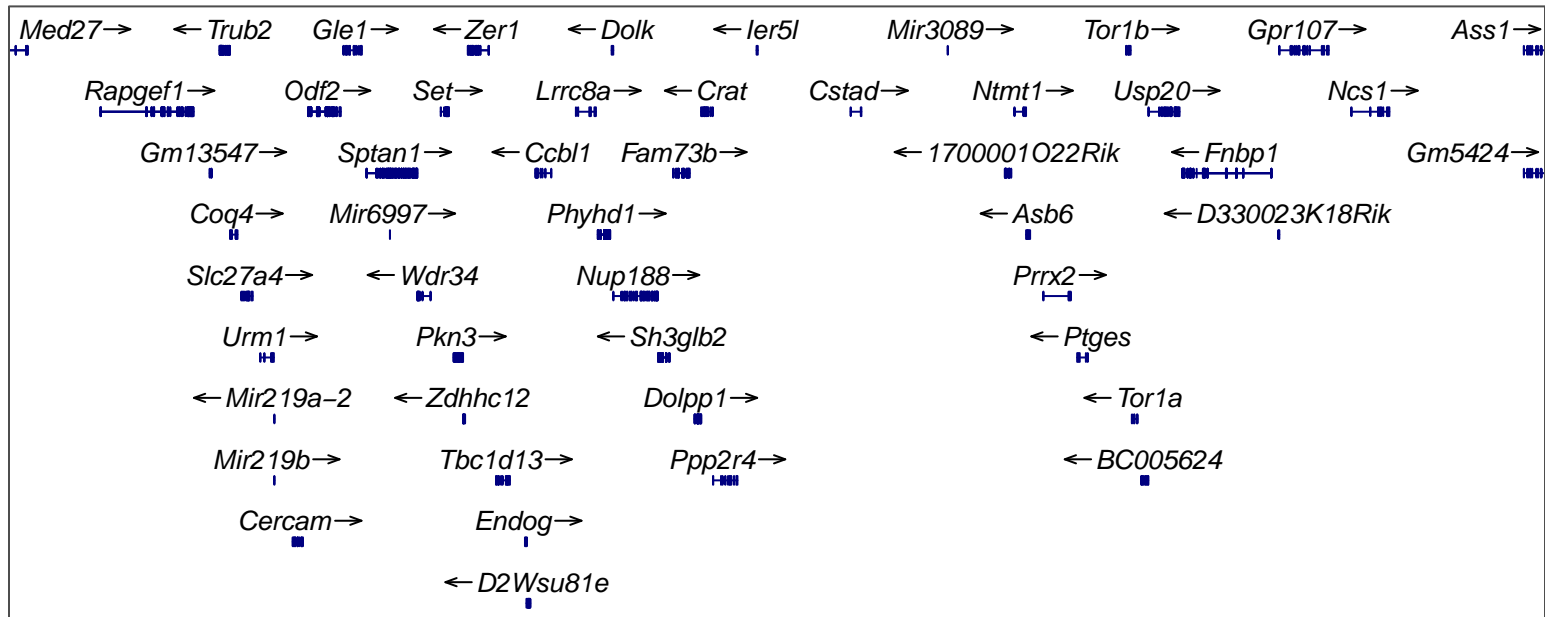 Med27→ ←Trub2 Gle1→ ←Zer1 ←Dolk ←Ier5l Mir3089→ Tor1b→ Gpr107→ Ass1→
Rapgef1→ Odf2→ Set→ Lrrc8a→ ←Crat Cstad→ Ntmt1→ Usp20→ Ncs1→
Gm13547→ Sptan1→ ←Ccbl1 Fam73b→ ←1700001O22Rik ←Fnbp1 Gm5424→
Coq4→ Mir6997→ Phyhd1→ ←Asb6 ←D330023K18Rik
Slc27a4→ ←Wdr34 Nup188→ Prrx2→
Urm1→ Pkn3→ ←Sh3glb2 ←Ptges
←Mir219a−2 ←Zdhhc12 Dolpp1→ ←Tor1a
Mir219b→ Tbc1d13→ Ppp2r4→ ←BC005624
Cercam→ Endog→
←D2Wsu81e